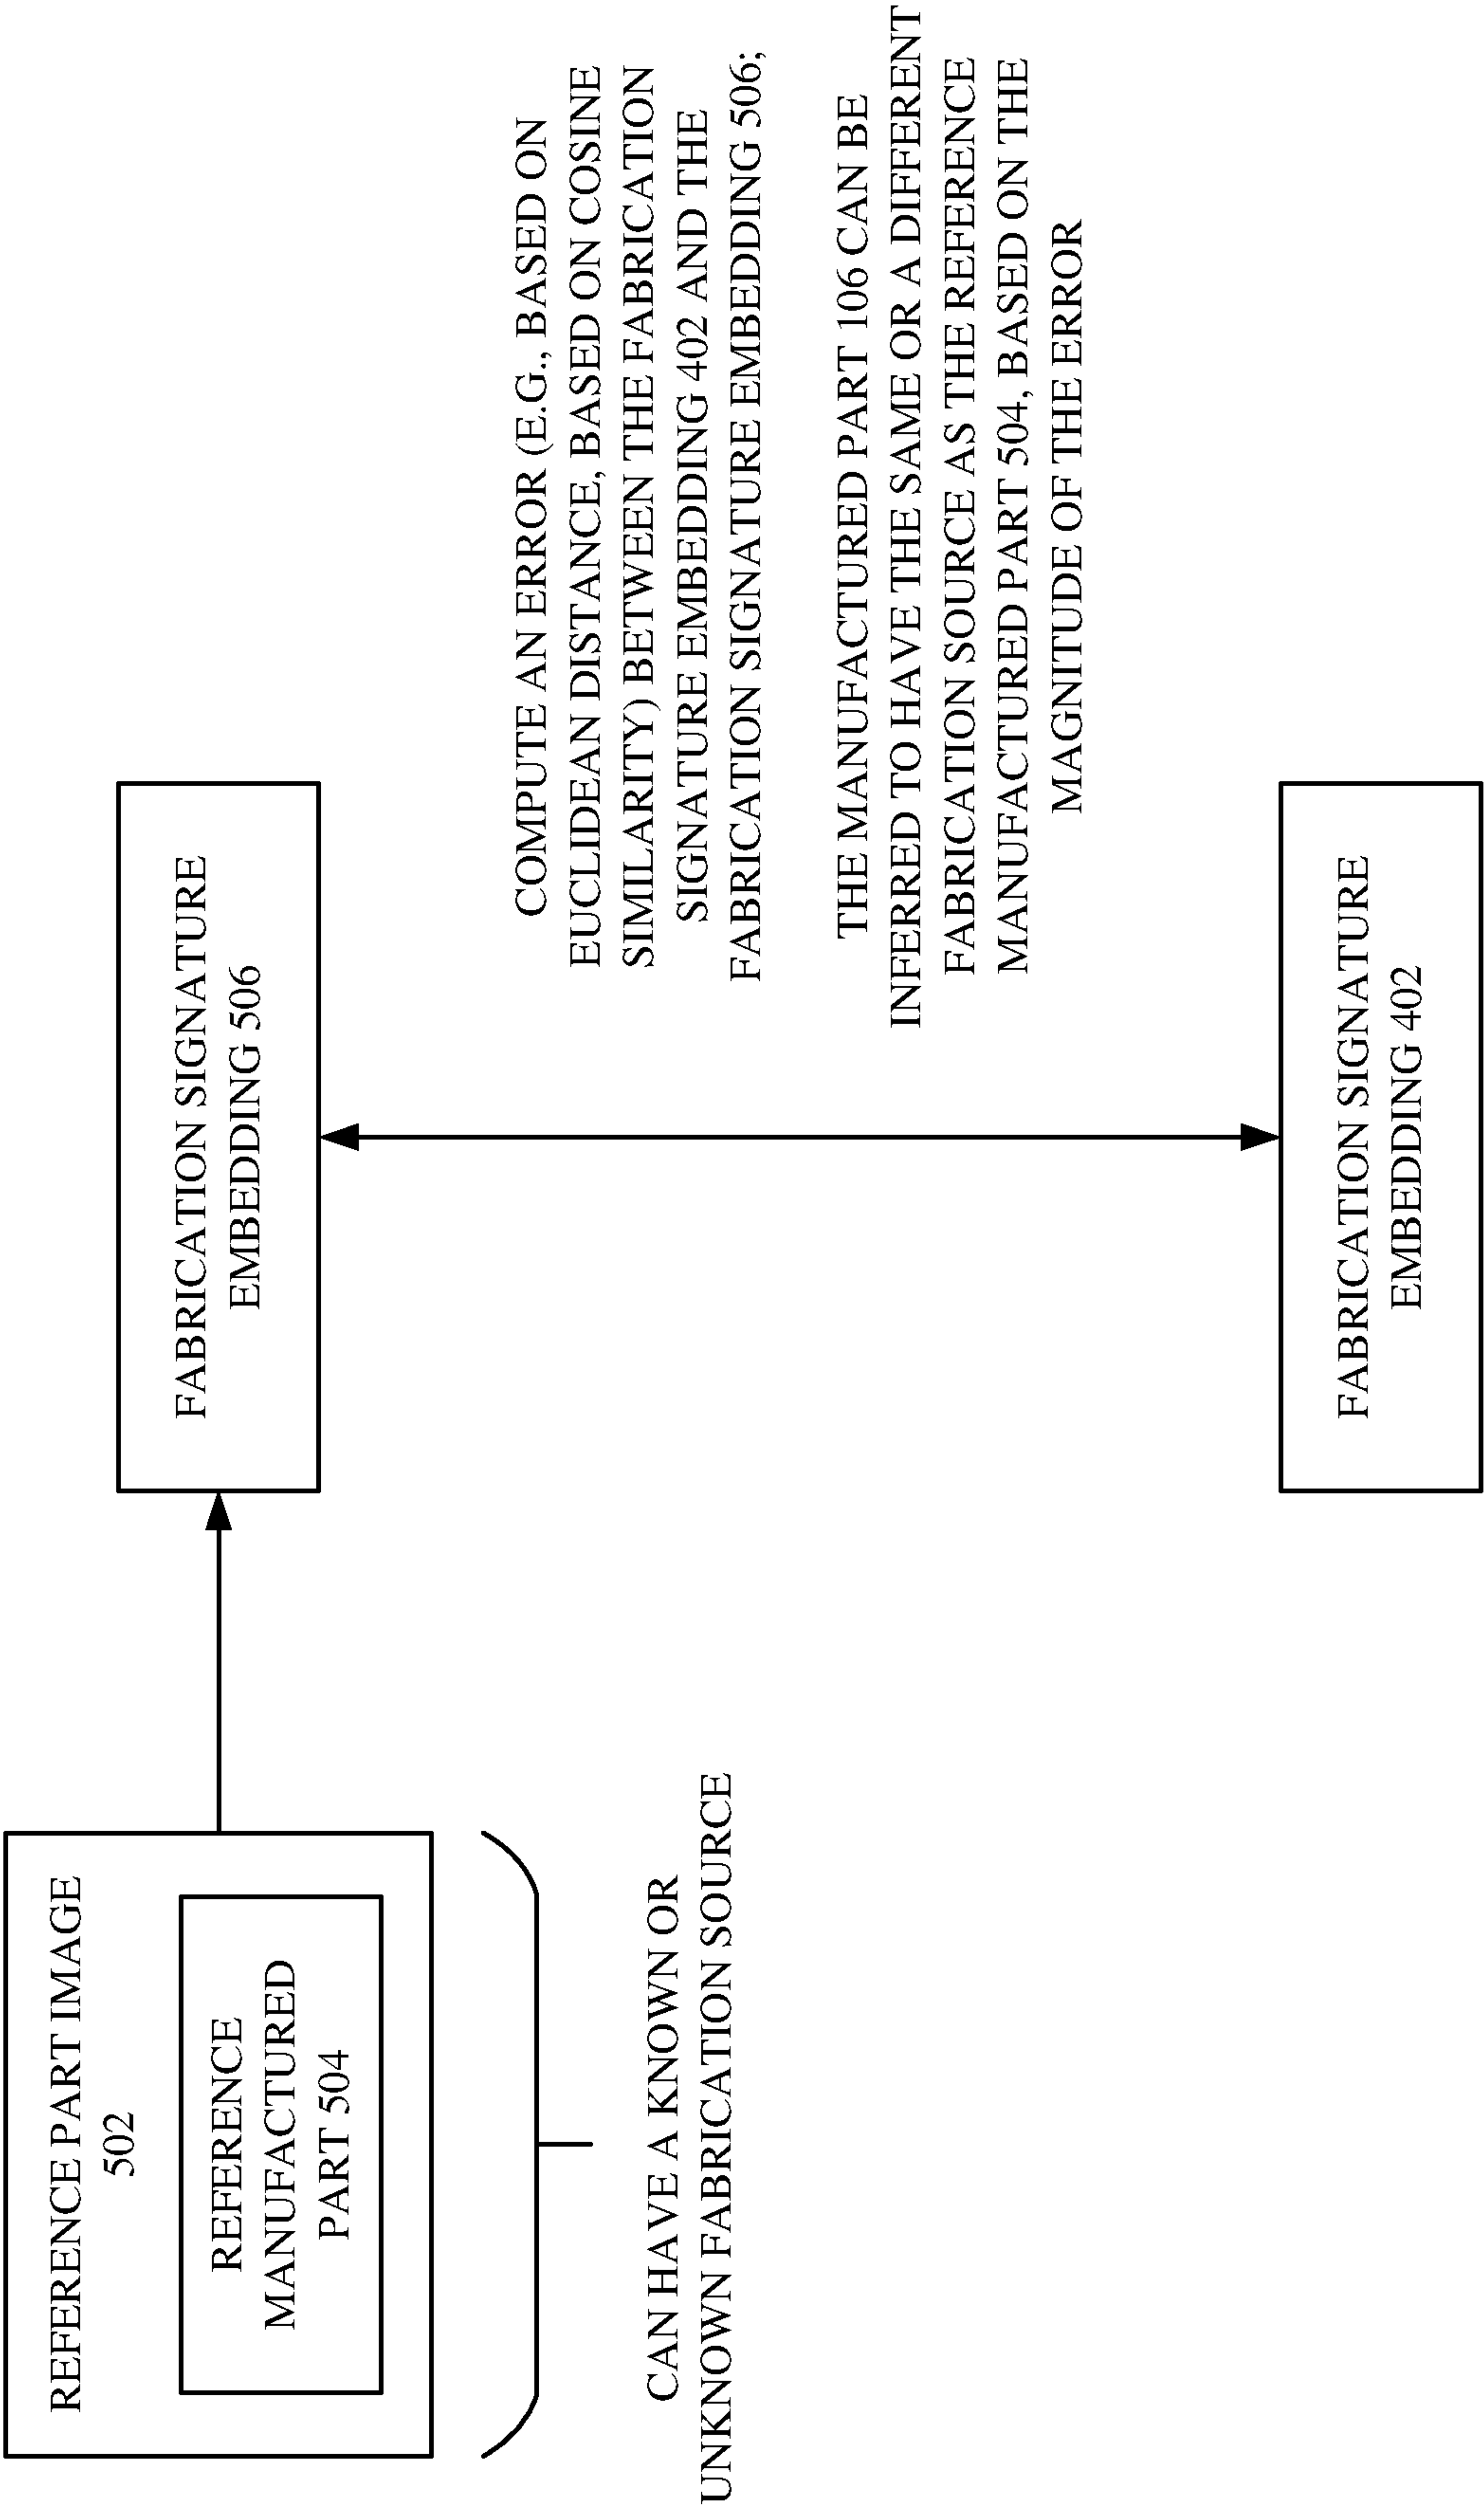 REFERENCE PART IMAGE
502
REFERENCE
MANUFACTURED
PART 504
CAN HAVE A KNOWN OR
UNKNOWN FABRICATION SOURCE
FABRICATION SIGNATURE
EMBEDDING 506
COMPUTE AN ERROR (E.G., BASED ON
EUCLIDEAN DISTANCE, BASED ON COSINE
SIMILARITY) BETWEEN THE FABRICATION
SIGNATURE EMBEDDING 402 AND THE
FABRICATION SIGNATURE EMBEDDING 506;
THE MANUFACTURED PART 106 CAN BE
INFERRED TO HAVE THE SAME OR A DIFFERENT
FABRICATION SOURCE AS THE REFERENCE
MANUFACTURED PART 504, BASED ON THE
MAGNITUDE OF THE ERROR
FABRICATION SIGNATURE
EMBEDDING 402